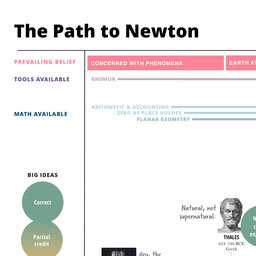 The Path to Newton
PREVAILING BELIEF
CONCERNED WITH PHENOMENA
EARTH AT
TOOLS AVAILABLE
GNOMON
ARITHMETIC & ACCOUNTING
MATH AVAILABLE
ZERO AS PLACE HOLDER
PLANAR GEOMETRY
BIG IDEAS
Correct
Partial
credit
Natural, not
supernatural.
THALES
624-546 BCE
Greek
Hey, the